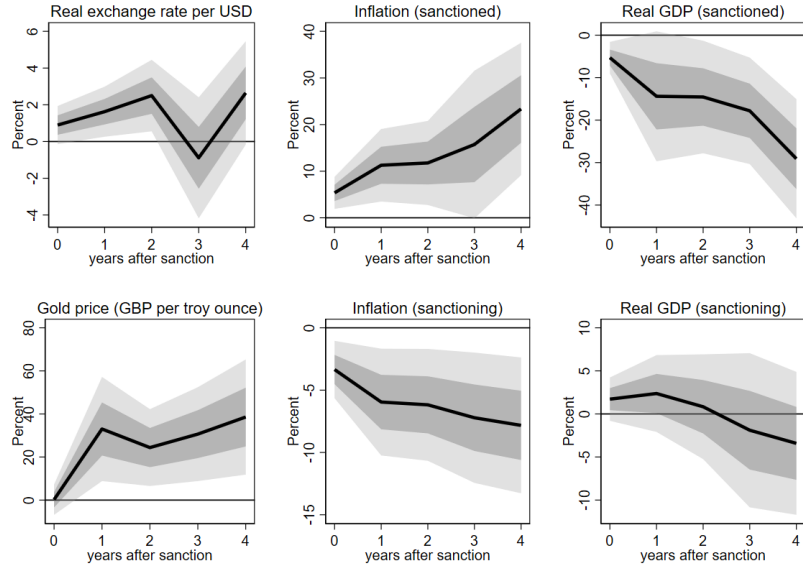 Real exchange rate per USD
Percent
6
4
2
0
-2
-4
0 1 2 3 4
years after sanction
Inflation (sanctioned)
Percent
40
30
20
10
0
0 1 2 3 4
years after sanction
Real GDP (sanctioned)
Percent
0
-10
-20
-30
-40
0 1 2 3 4
years after sanction
Gold price (GBP per troy ounce)
Percent
80
60
40
20
0
0 1 2 3 4
years after sanction
Inflation (sanctioning)
Percent
0
-5
-10
-15
0 1 2 3 4
years after sanction
Real GDP (sanctioning)
Percent
10
5
0
-5
-10
0 1 2 3 4
years after sanction